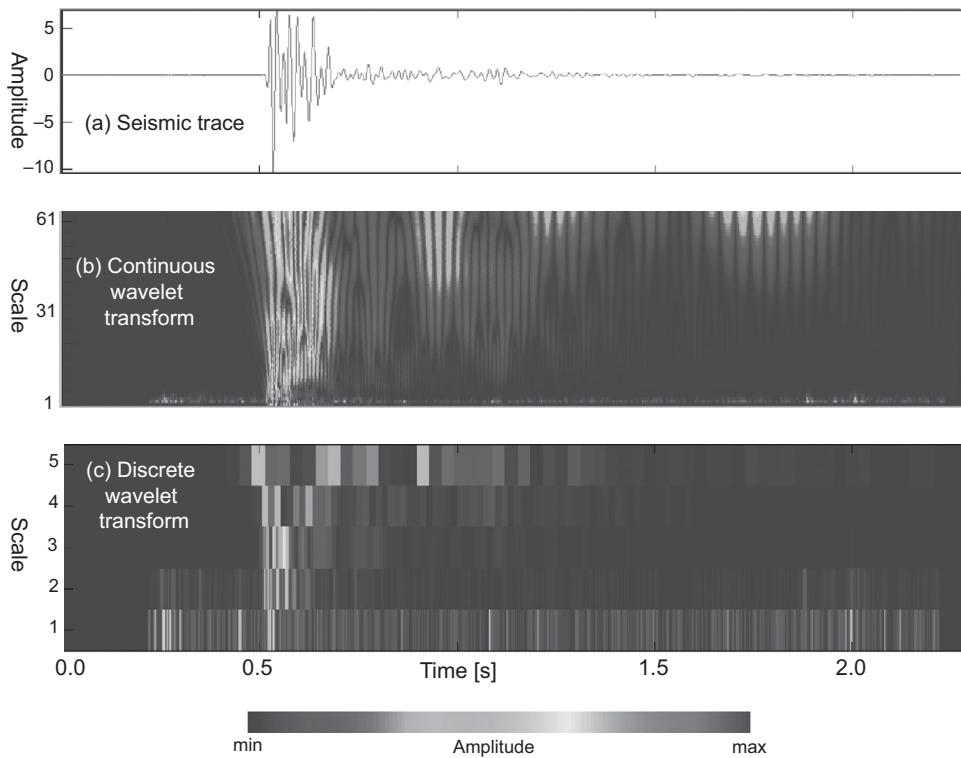 5
0
−5
−10
Amplitude
(a) Seismic trace
61
31
1
Scale
(b) Continuous
wavelet
transform
5
4
3
2
1
Scale
(c) Discrete
wavelet
transform
0.0
0.5
Time [s]
1.5
2.0
min
Amplitude
max